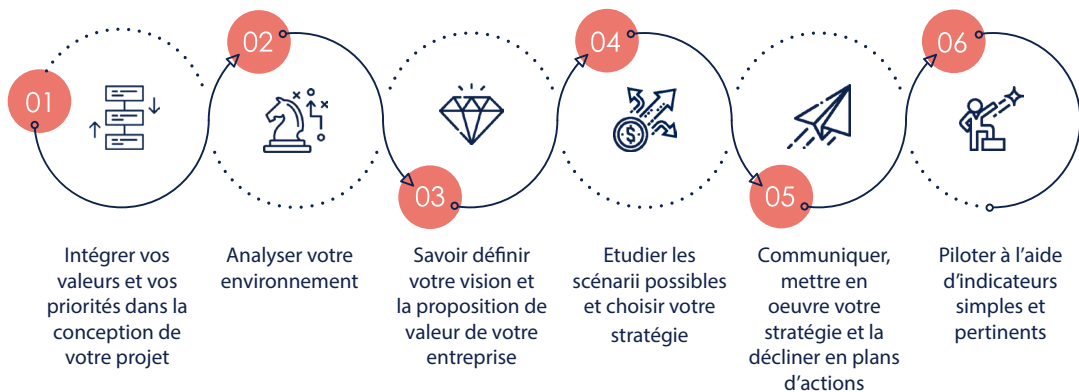 01
Intégrer vos
valeurs et vos
priorités dans la
conception de
votre projet
02
Analyser votre
environnement
03
Savoir définir
votre vision et
la proposition de
valeur de votre
entreprise
04
Etudier les
scénarii possibles
et choisir votre
stratégie
05
Communiquer,
mettre en
oeuvre votre
stratégie et la
décliner en plans
d’actions
06
Piloter à l’aide
d’indicateurs
simples et
pertinents